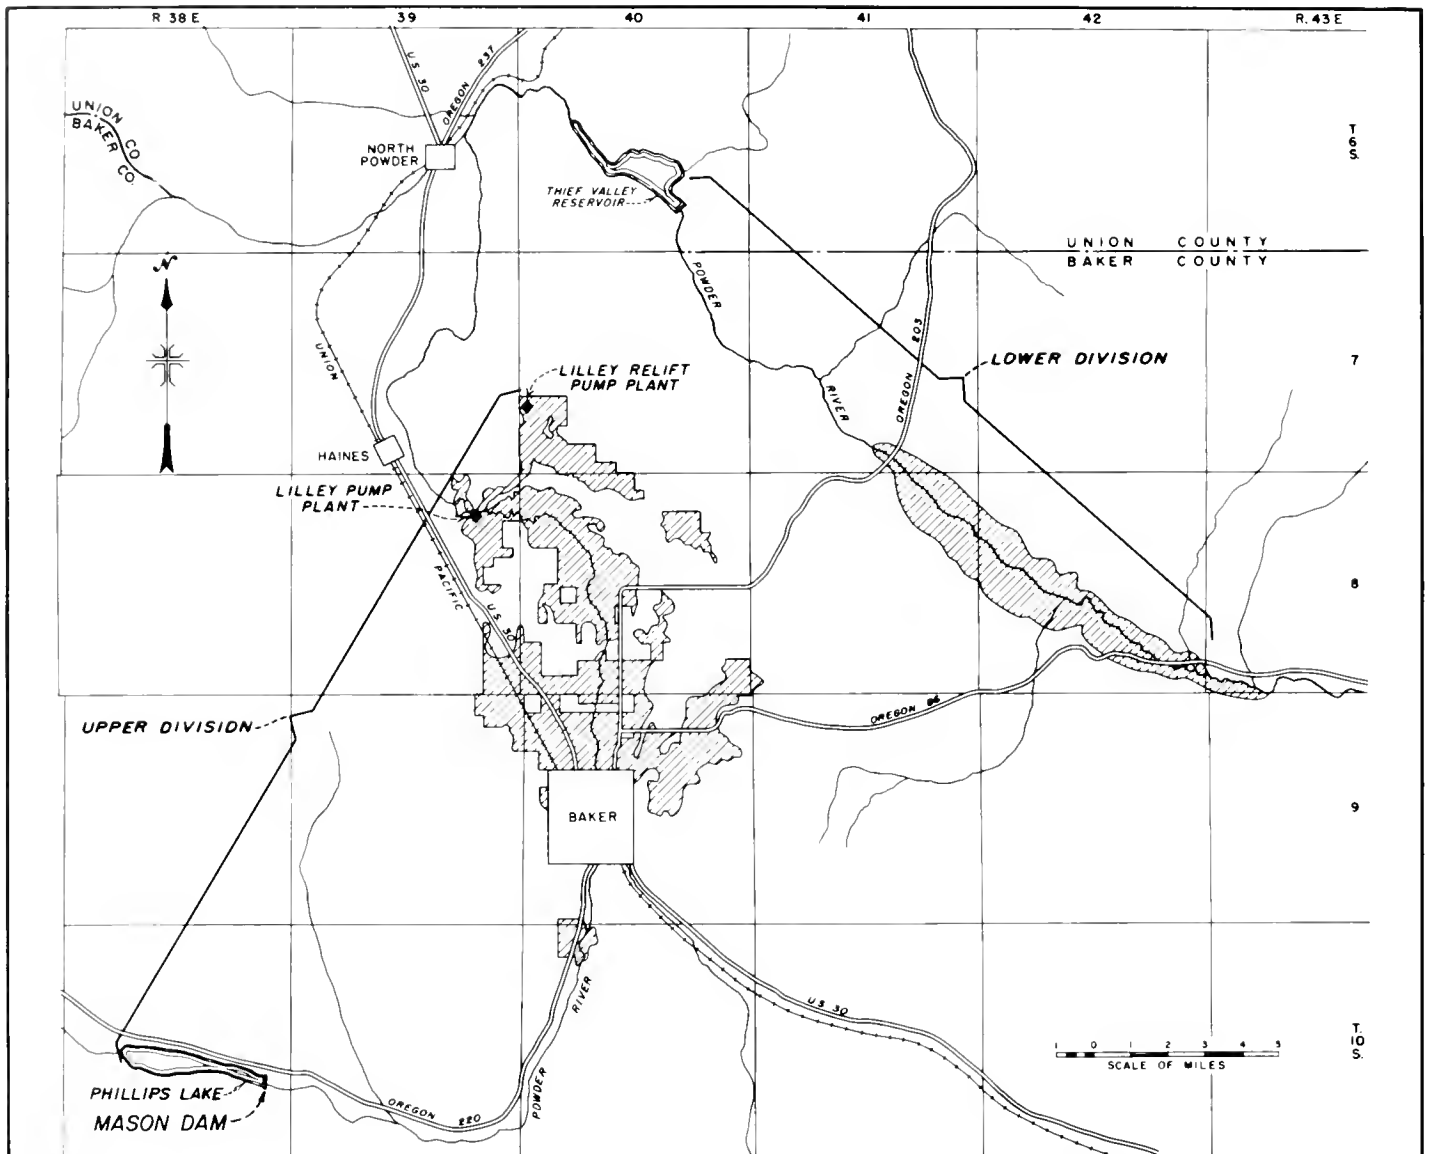 R 38 E
39
40
41
42
R. 43 E
UNION CO
BAKER CO.
U S 30
OREGON 237
NORTH
POWDER
THIEF VALLEY
RESERVOIR
T
6
S.
UNION COUNTY
BAKER COUNTY
N
POWDER
RIVER
OREGON 203
LOWER DIVISION
7
UNION
PACIFIC
LILLEY RELIFT
PUMP PLANT
HAINES
LILLEY PUMP
PLANT
U S 30
8
UPPER DIVISION
OREGON 86
BAKER
9
RIVER
POWDER
U S 30
T.
10
S.
1 0 1 2 3 4 5
SCALE OF MILES
PHILLIPS LAKE
MASON DAM
OREGON 220